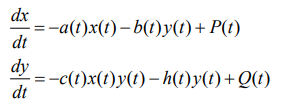 dx/dt = -a(t)x(t) - b(t)y(t) + P(t)
dy/dt = -c(t)x(t)y(t) - h(t)y(t) + Q(t)